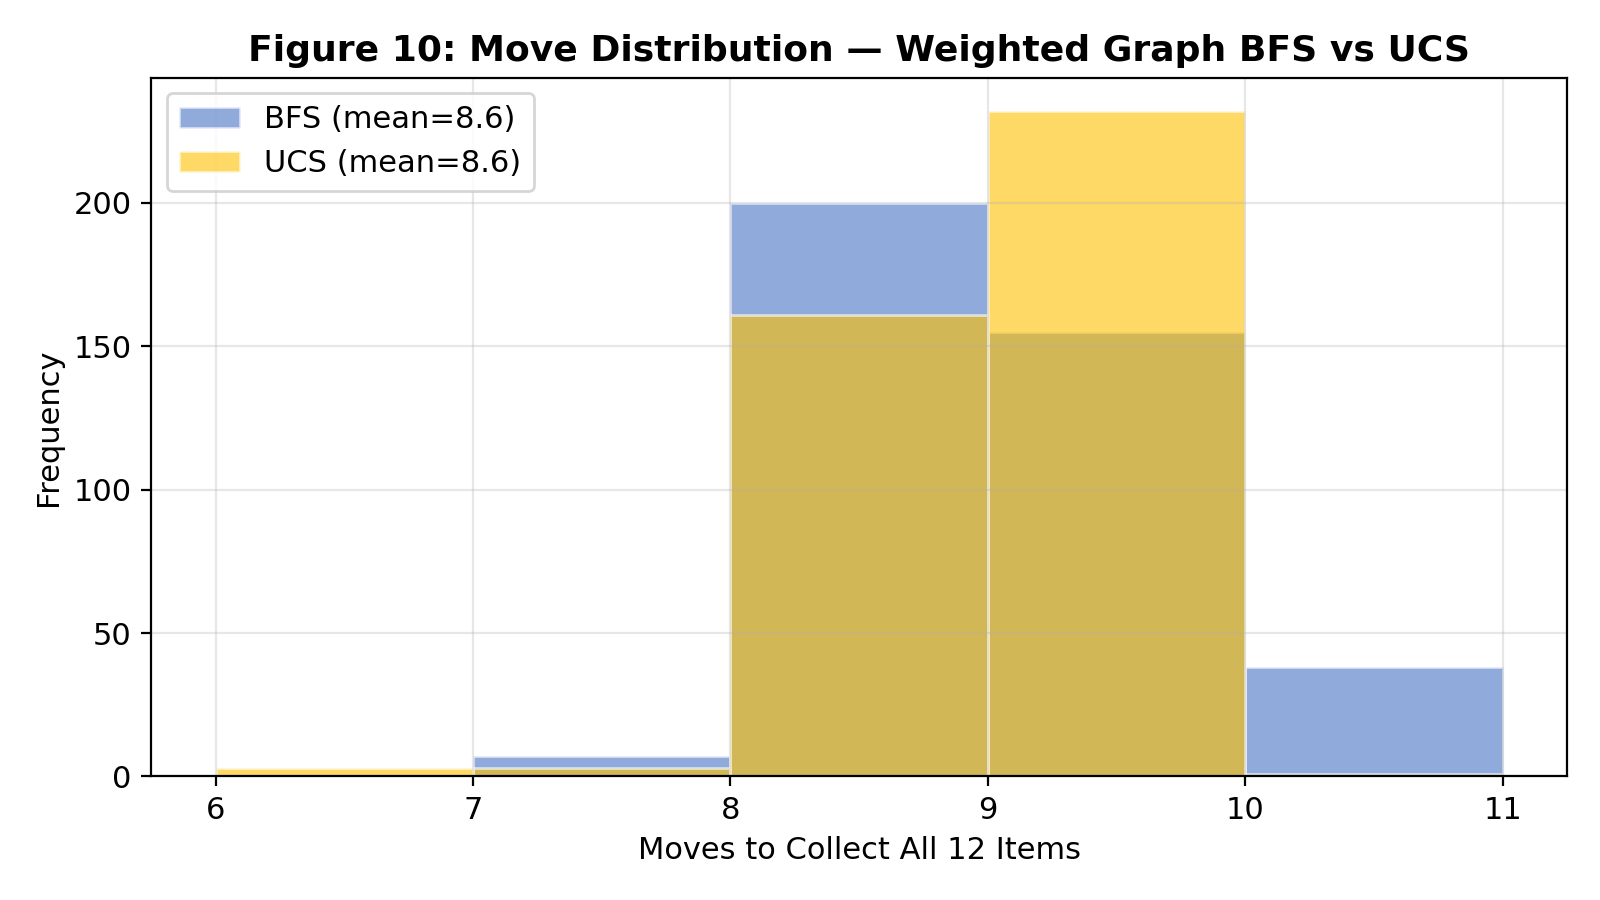 Figure 10: Move Distribution — Weighted Graph BFS vs UCS
BFS (mean=8.6)
UCS (mean=8.6)
Frequency
200
150
100
50
0
6 7 8 9 10 11
Moves to Collect All 12 Items